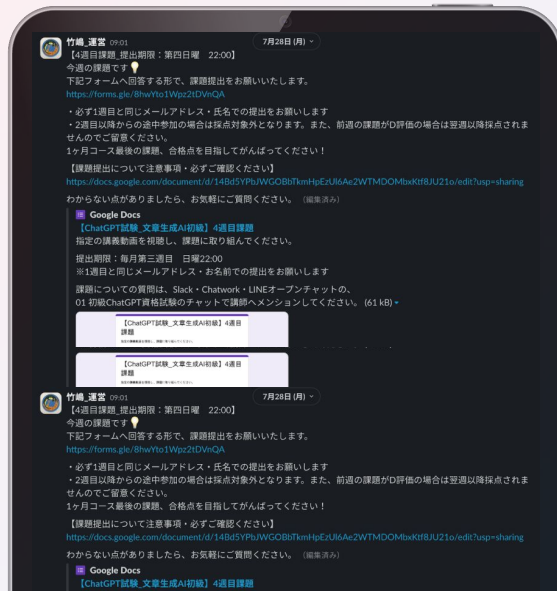 竹嶋_運営 09:01
7月28日(月)
【4週目課題_提出期限：第四日曜　22:00】
今週の課題です💡
下記フォームへ回答する形で、課題提出をお願いいたします。
https://forms.gle/8hwYto1Wpz2tDVnQA
・必ず1週目と同じメールアドレス・氏名での提出をお願いします
・2週目以降からの途中参加の場合は採点対象外となります。また、前週の課題がD評価の場合は翌週以降採点されま
せんのでご留意ください。
1ヶ月コース最後の課題、合格点を目指してがんばってください！
【課題提出について注意事項・必ずご確認ください】
https://docs.google.com/document/d/14Bd5YPbJWGOBbTkmHpEzUl6Ae2WTMDOMbxKtf8JU21o/edit?usp=sharing
わからない点がありましたら、お気軽にご質問ください。（編集済み）
Google Docs
【ChatGPT試験_文章生成AI初級】4週目課題
指定の講義動画を視聴し、課題に取り組んでください。
提出期限：毎月第三週目　日曜22:00
※1週目と同じメールアドレス・お名前での提出をお願いします
課題についての質問は、Slack・Chatwork・LINEオープンチャットの、
01 初級ChatGPT資格試験のチャットで講師へメンションしてください。 (61 kB)
【ChatGPT試験_文章生成AI初級】4週目
課題
【ChatGPT試験_文章生成AI初級】4週目
課題
竹嶋_運営 09:01
7月28日(月)
【4週目課題_提出期限：第四日曜　22:00】
今週の課題です💡
下記フォームへ回答する形で、課題提出をお願いいたします。
https://forms.gle/8hwYto1Wpz2tDVnQA
・必ず1週目と同じメールアドレス・氏名での提出をお願いします
・2週目以降からの途中参加の場合は採点対象外となります。また、前週の課題がD評価の場合は翌週以降採点されま
せんのでご留意ください。
1ヶ月コース最後の課題、合格点を目指してがんばってください！
【課題提出について注意事項・必ずご確認ください】
https://docs.google.com/document/d/14Bd5YPbJWGOBbTkmHpEzUl6Ae2WTMDOMbxKtf8JU21o/edit?usp=sharing
わからない点がありましたら、お気軽にご質問ください。（編集済み）
Google Docs
【ChatGPT試験_文章生成AI初級】4週目課題